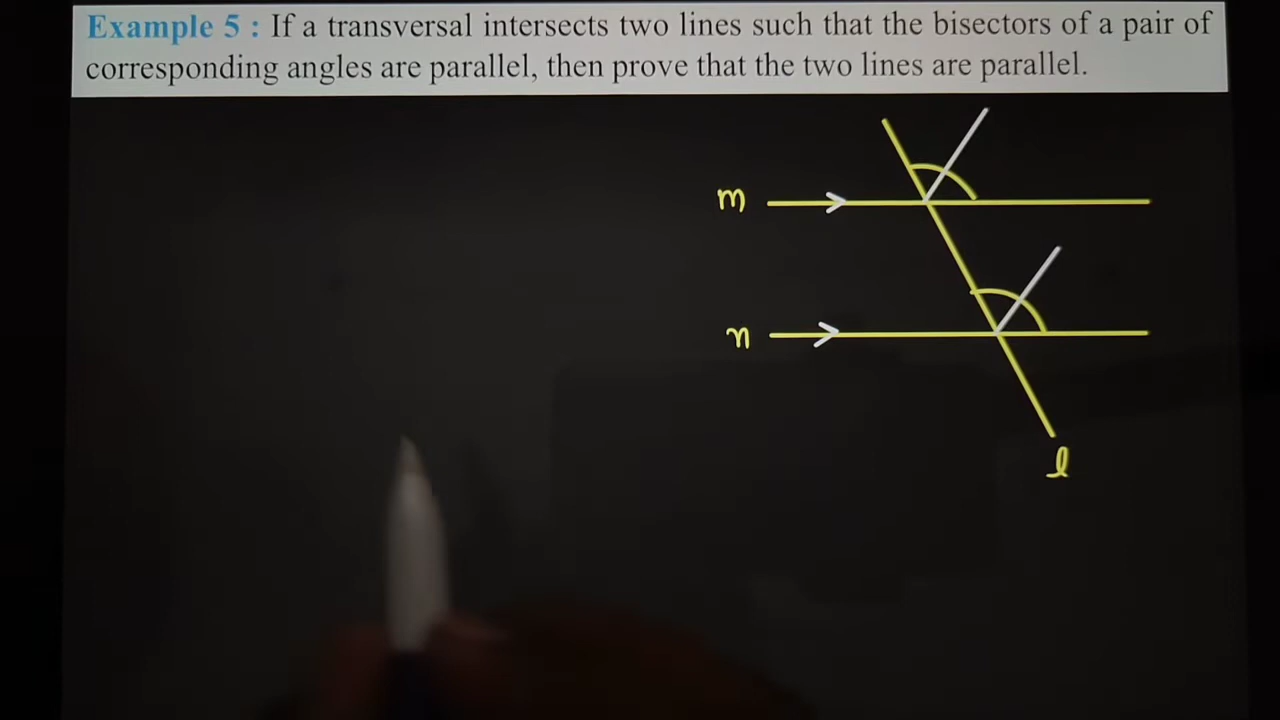 Example 5 : If a transversal intersects two lines such that the bisectors of a pair of
corresponding angles are parallel, then prove that the two lines are parallel.
m
n
l